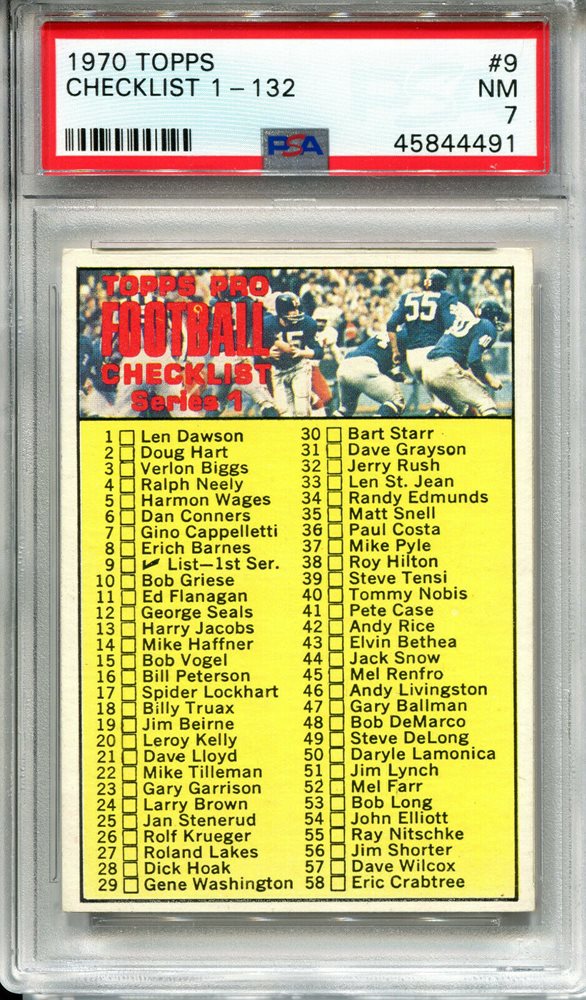 1970 TOPPS #9
CHECKLIST 1 – 132 NM
7
PSA 45844491
TOPPS PRO
FOOTBALL
CHECKLIST
Series 1
15
55
1 Len Dawson
2 Doug Hart
3 Verlon Biggs
4 Ralph Neely
5 Harmon Wages
6 Dan Conners
7 Gino Cappelletti
8 Erich Barnes
9 ✓ List—1st Ser.
10 Bob Griese
11 Ed Flanagan
12 George Seals
13 Harry Jacobs
14 Mike Haffner
15 Bob Vogel
16 Bill Peterson
17 Spider Lockhart
18 Billy Truax
19 Jim Beirne
20 Leroy Kelly
21 Dave Lloyd
22 Mike Tilleman
23 Gary Garrison
24 Larry Brown
25 Jan Stenerud
26 Rolf Krueger
27 Roland Lakes
28 Dick Hoak
29 Gene Washington
30 Bart Starr
31 Dave Grayson
32 Jerry Rush
33 Len St. Jean
34 Randy Edmunds
35 Matt Snell
36 Paul Costa
37 Mike Pyle
38 Roy Hilton
39 Steve Tensi
40 Tommy Nobis
41 Pete Case
42 Andy Rice
43 Elvin Bethea
44 Jack Snow
45 Mel Renfro
46 Andy Livingston
47 Gary Ballman
48 Bob DeMarco
49 Steve DeLong
50 Daryle Lamonica
51 Jim Lynch
52 Mel Farr
53 Bob Long
54 John Elliott
55 Ray Nitschke
56 Jim Shorter
57 Dave Wilcox
58 Eric Crabtree